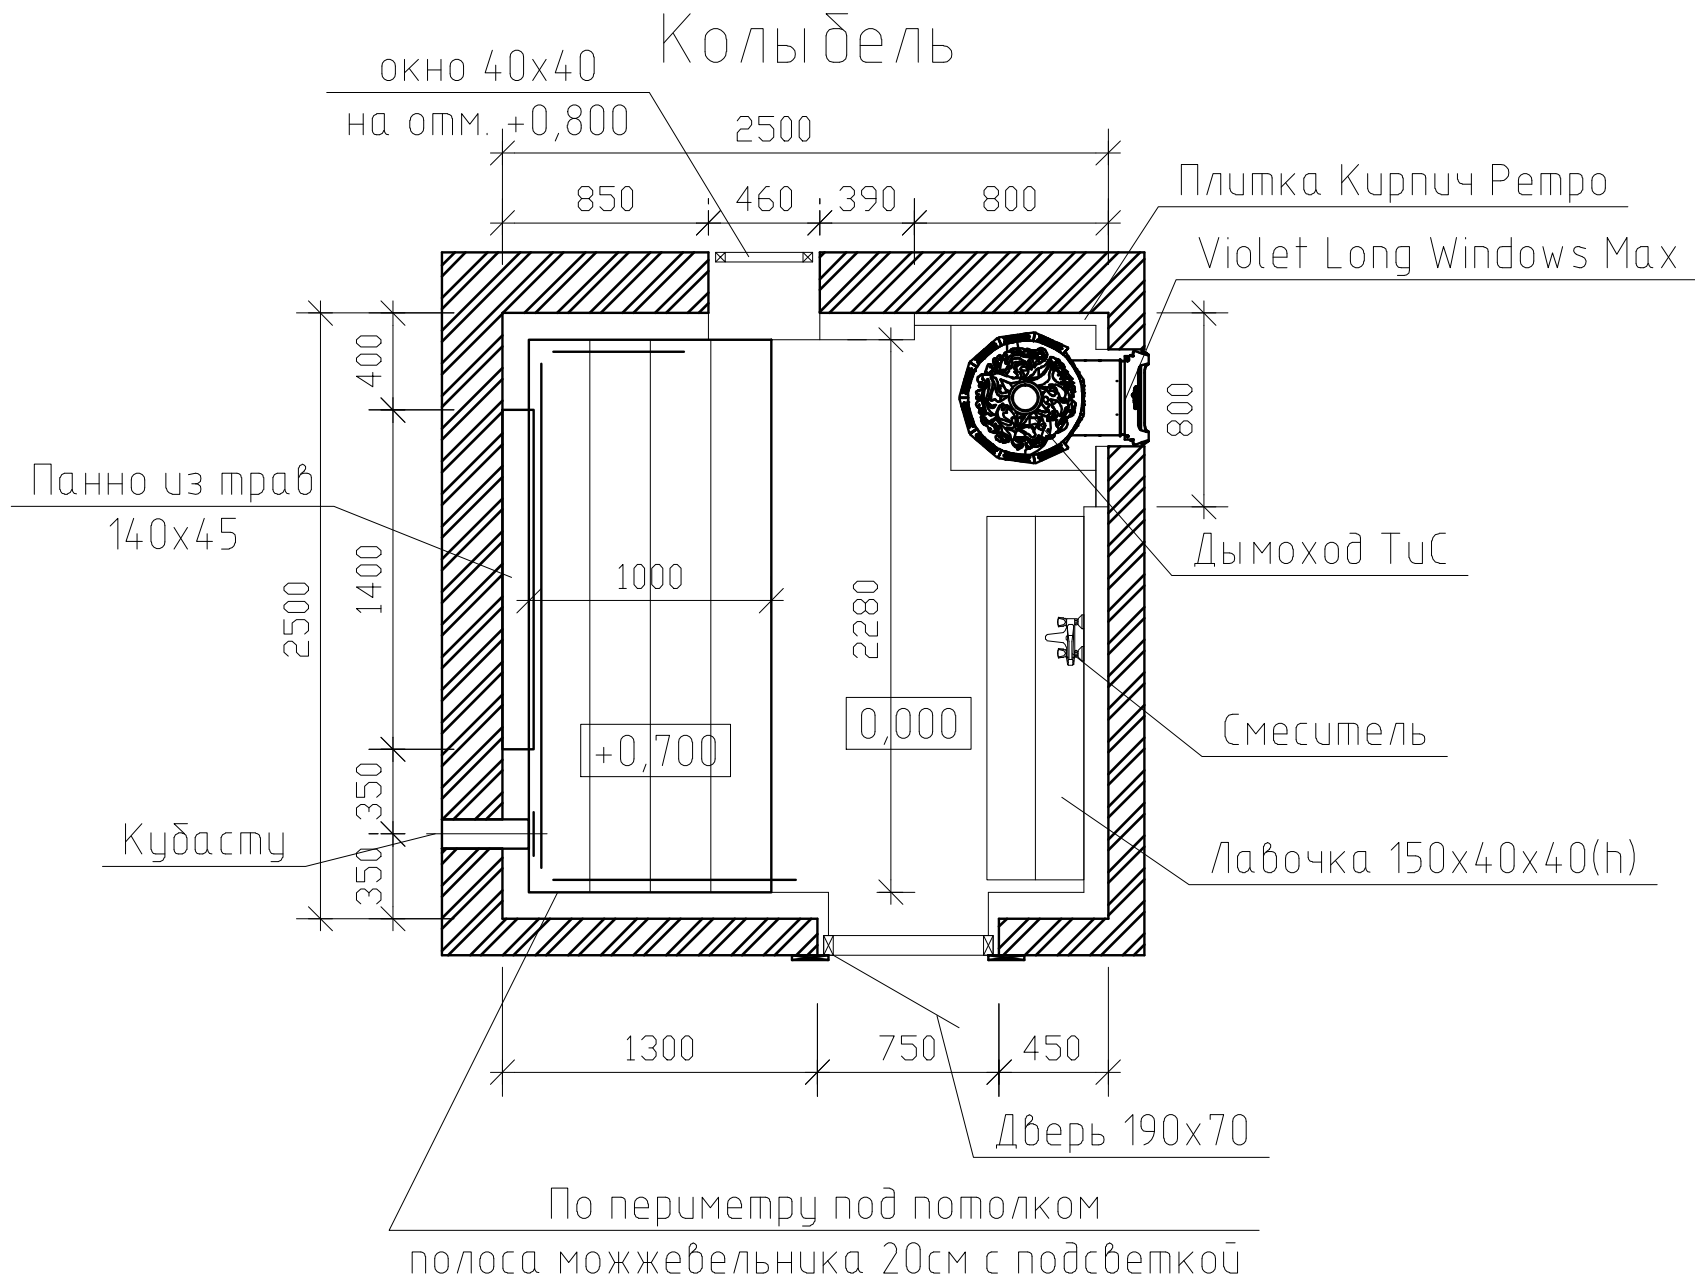 Колыбель
окно 40х40
на отм. +0,800
2500
850
460
390
800
Плитка Кирпич Ретро
Violet Long Windows Max
400
800
Панно из трав
140х45
1400
2500
1000
2280
Дымоход ТиС
Смеситель
0,000
+0,700
350
Кубасту
350
Лавочка 150х40х40(h)
1300
750
450
Дверь 190х70
По периметру под потолком
полоса можжевельника 20см с подсветкой